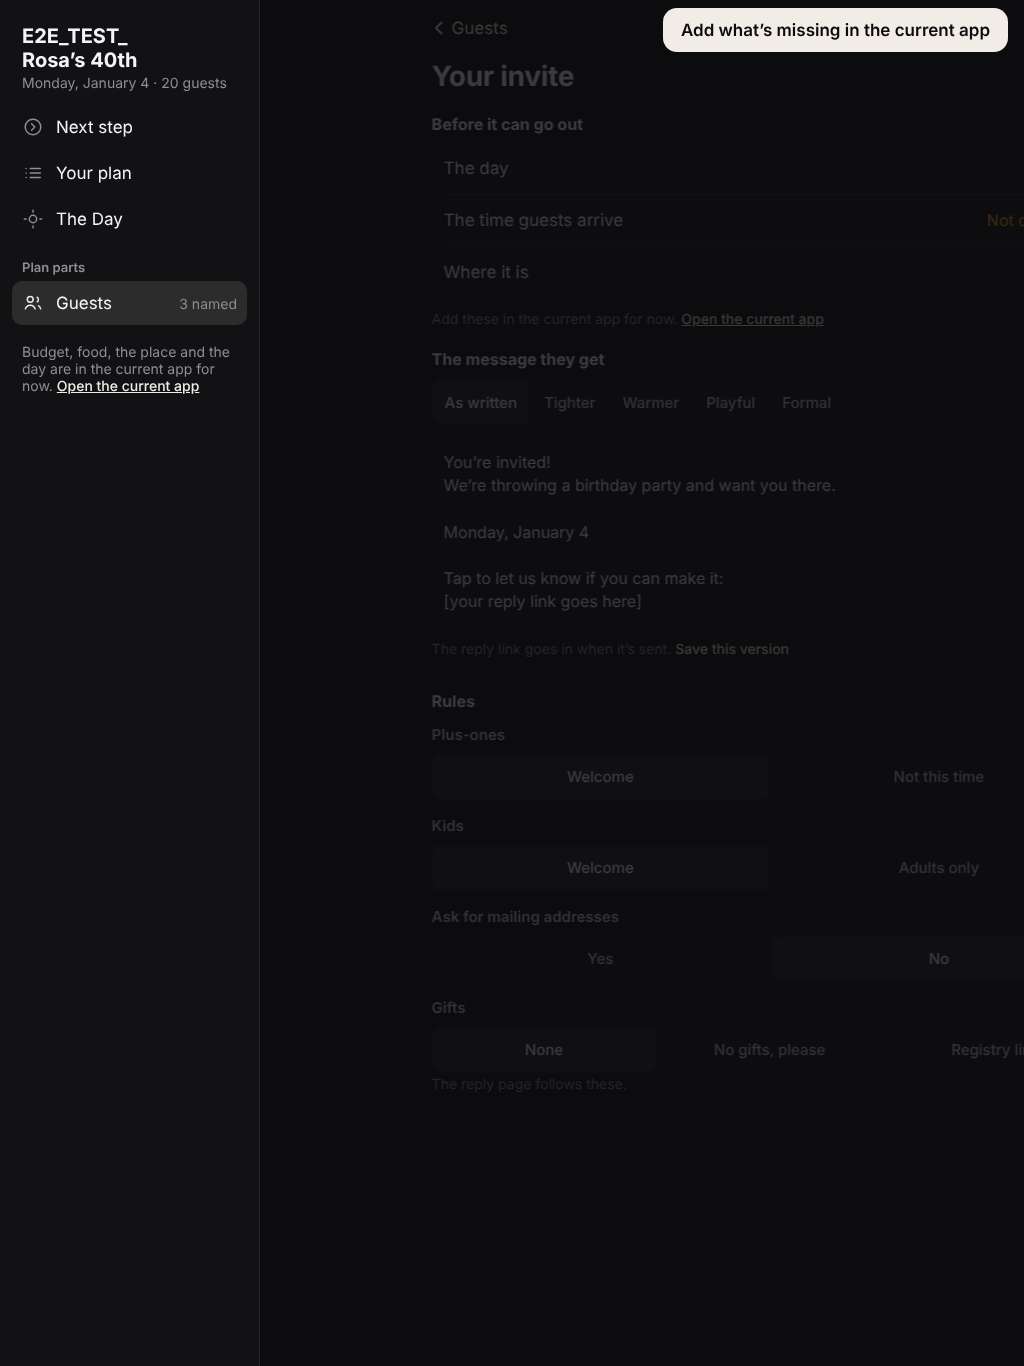 E2E_TEST_
Rosa’s 40th
Monday, January 4 · 20 guests
Next step
Your plan
The Day
Plan parts
Guests 3 named
Budget, food, the place and the
day are in the current app for
now. Open the current app
Guests
Add what’s missing in the current app
Your invite
Before it can go out
The day
The time guests arrive Not
Where it is
Add these in the current app for now. Open the current app
The message they get
As written Tighter Warmer Playful Formal
You’re invited!
We’re throwing a birthday party and want you there.
Monday, January 4
Tap to let us know if you can make it:
[your reply link goes here]
The reply link goes in when it’s sent. Save this version
Rules
Plus-ones
Welcome Not this time
Kids
Welcome Adults only
Ask for mailing addresses
Yes No
Gifts
None No gifts, please Registry
The reply page follows these.